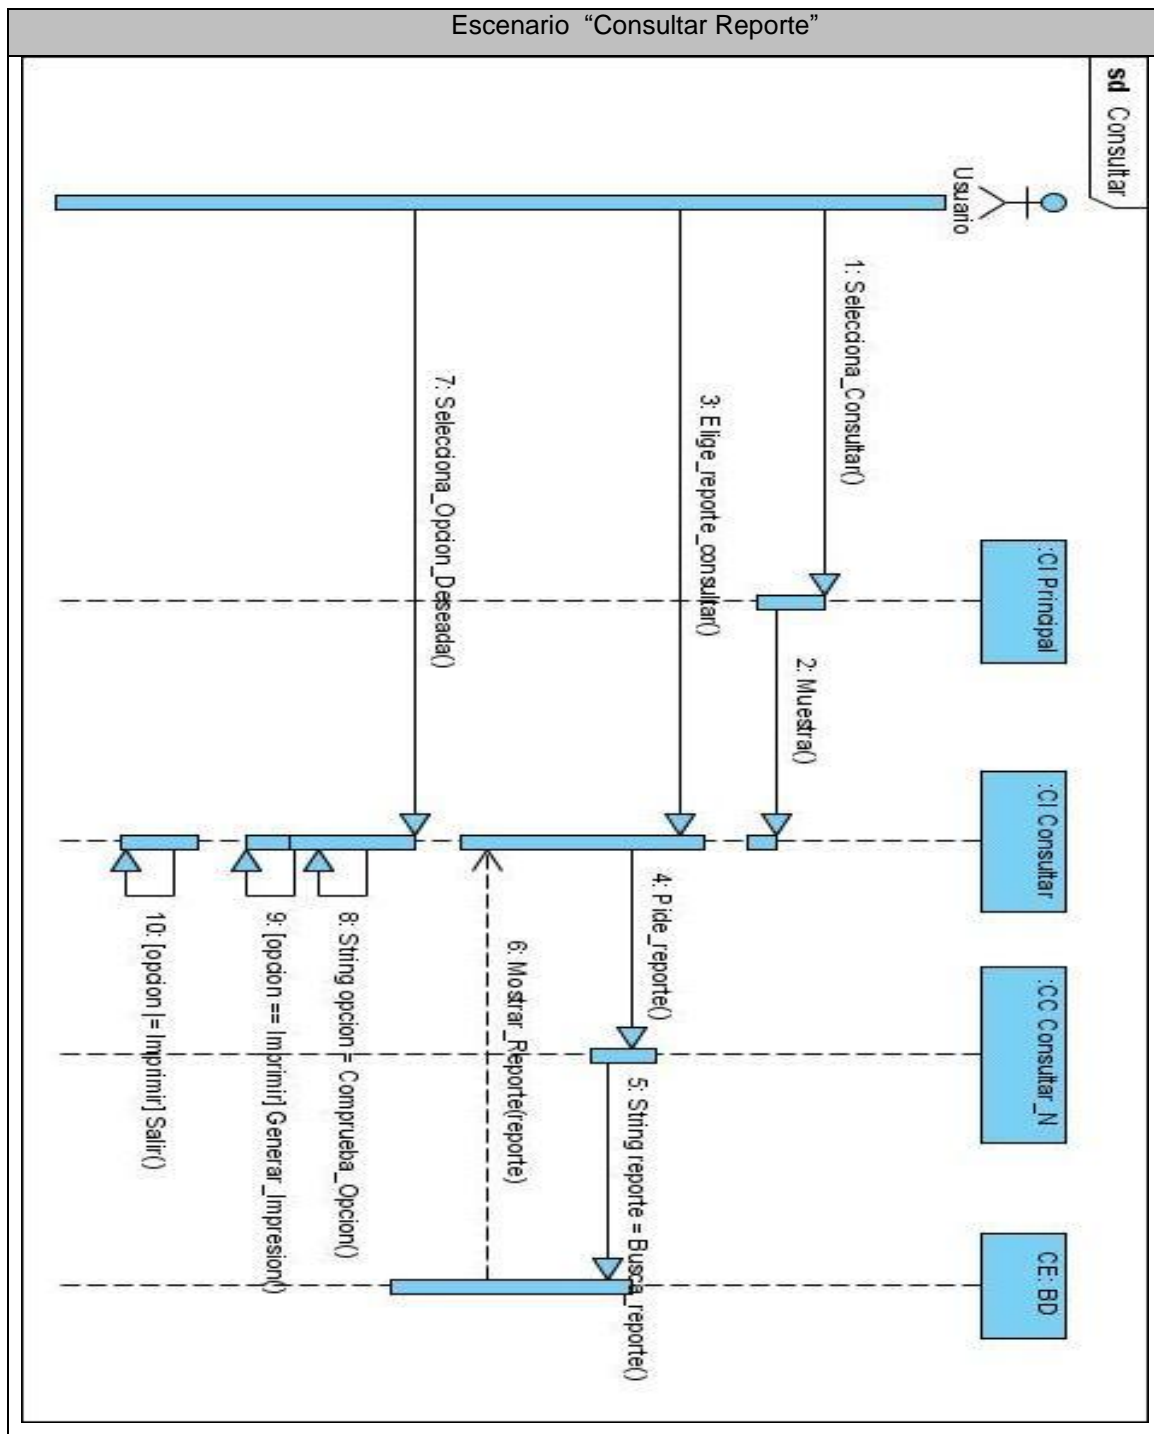 Escenario “Consultar Reporte”
sd Consultar
Usuario
:CI Principal
:CI Consultar
:CC Consultar_N
CE: BD
1: Selecciona_Consultar()
2: Muestra()
3: Elige_reporte_consultar()
4: Pide_reporte()
5: String reporte = Busca_reporte()
6: Mostrar_Reporte(reporte)
7: Selecciona_Opcion_Deseada()
8: String opcion = Comprueba_Opcion()
9: [opcion == Imprimir] Generar_Impresion()
10: [opcion != Imprimir] Salir()